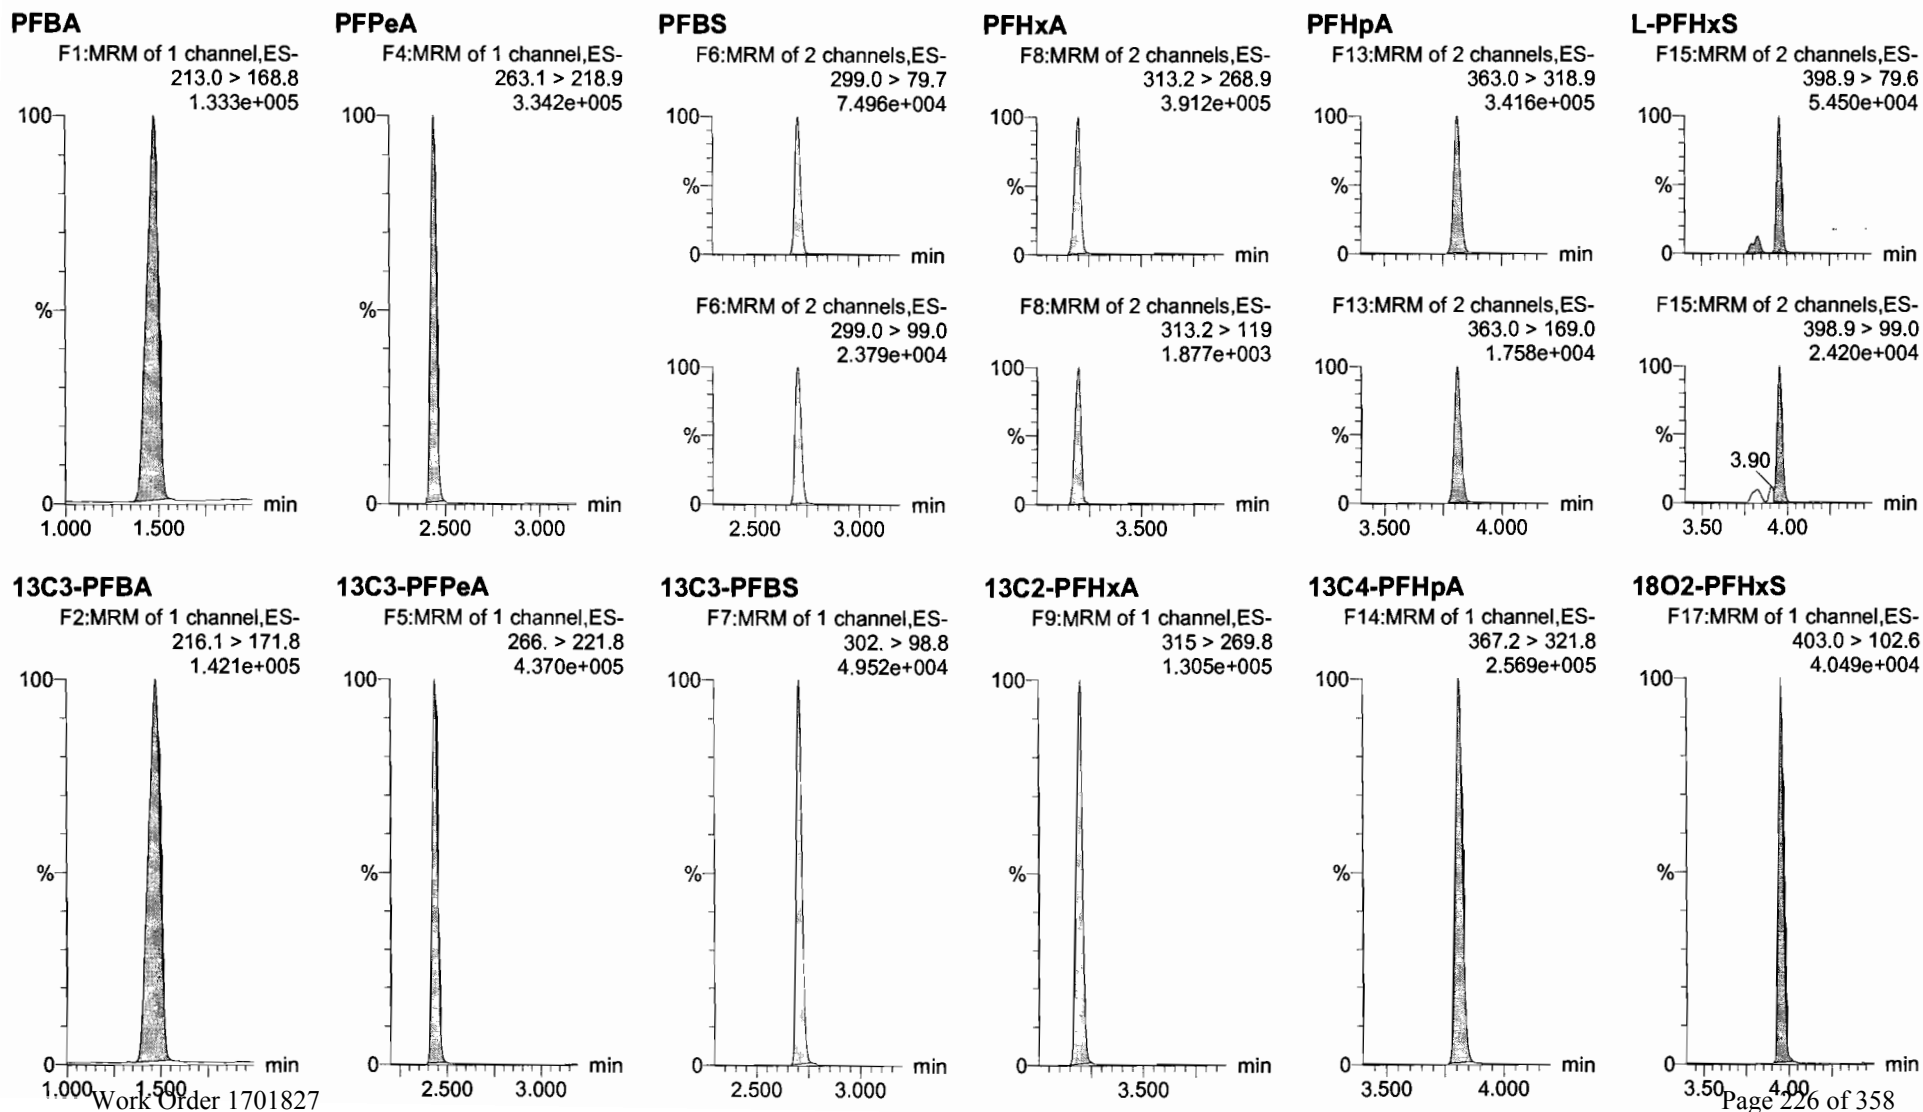 PFBA
F1:MRM of 1 channel,ES-
213.0 > 168.8
1.333e+005
100
%
0
min
1.000 1.500
PFPeA
F4:MRM of 1 channel,ES-
263.1 > 218.9
3.342e+005
100
%
0
min
2.500 3.000
PFBS
F6:MRM of 2 channels,ES-
299.0 > 79.7
7.496e+004
100
%
0
min
F6:MRM of 2 channels,ES-
299.0 > 99.0
2.379e+004
100
%
0
min
2.500 3.000
PFHxA
F8:MRM of 2 channels,ES-
313.2 > 268.9
3.912e+005
100
%
0
min
F8:MRM of 2 channels,ES-
313.2 > 119
1.877e+003
100
%
0
min
3.500
PFHpA
F13:MRM of 2 channels,ES-
363.0 > 318.9
3.416e+005
100
%
0
min
F13:MRM of 2 channels,ES-
363.0 > 169.0
1.758e+004
100
%
0
min
3.500 4.000
L-PFHxS
F15:MRM of 2 channels,ES-
398.9 > 79.6
5.450e+004
100
%
0
min
F15:MRM of 2 channels,ES-
398.9 > 99.0
2.420e+004
100
%
3.90
0
min
3.50 4.00
13C3-PFBA
F2:MRM of 1 channel,ES-
216.1 > 171.8
1.421e+005
100
%
0
min
1.000 1.500
13C3-PFPeA
F5:MRM of 1 channel,ES-
266. > 221.8
4.370e+005
100
%
0
min
2.500 3.000
13C3-PFBS
F7:MRM of 1 channel,ES-
302. > 98.8
4.952e+004
100
%
0
min
2.500 3.000
13C2-PFHxA
F9:MRM of 1 channel,ES-
315 > 269.8
1.305e+005
100
%
0
min
3.500
13C4-PFHpA
F14:MRM of 1 channel,ES-
367.2 > 321.8
2.569e+005
100
%
0
min
3.500 4.000
18O2-PFHxS
F17:MRM of 1 channel,ES-
403.0 > 102.6
4.049e+004
100
%
0
min
3.50 4.00
Work Order 1701827
Page 226 of 358